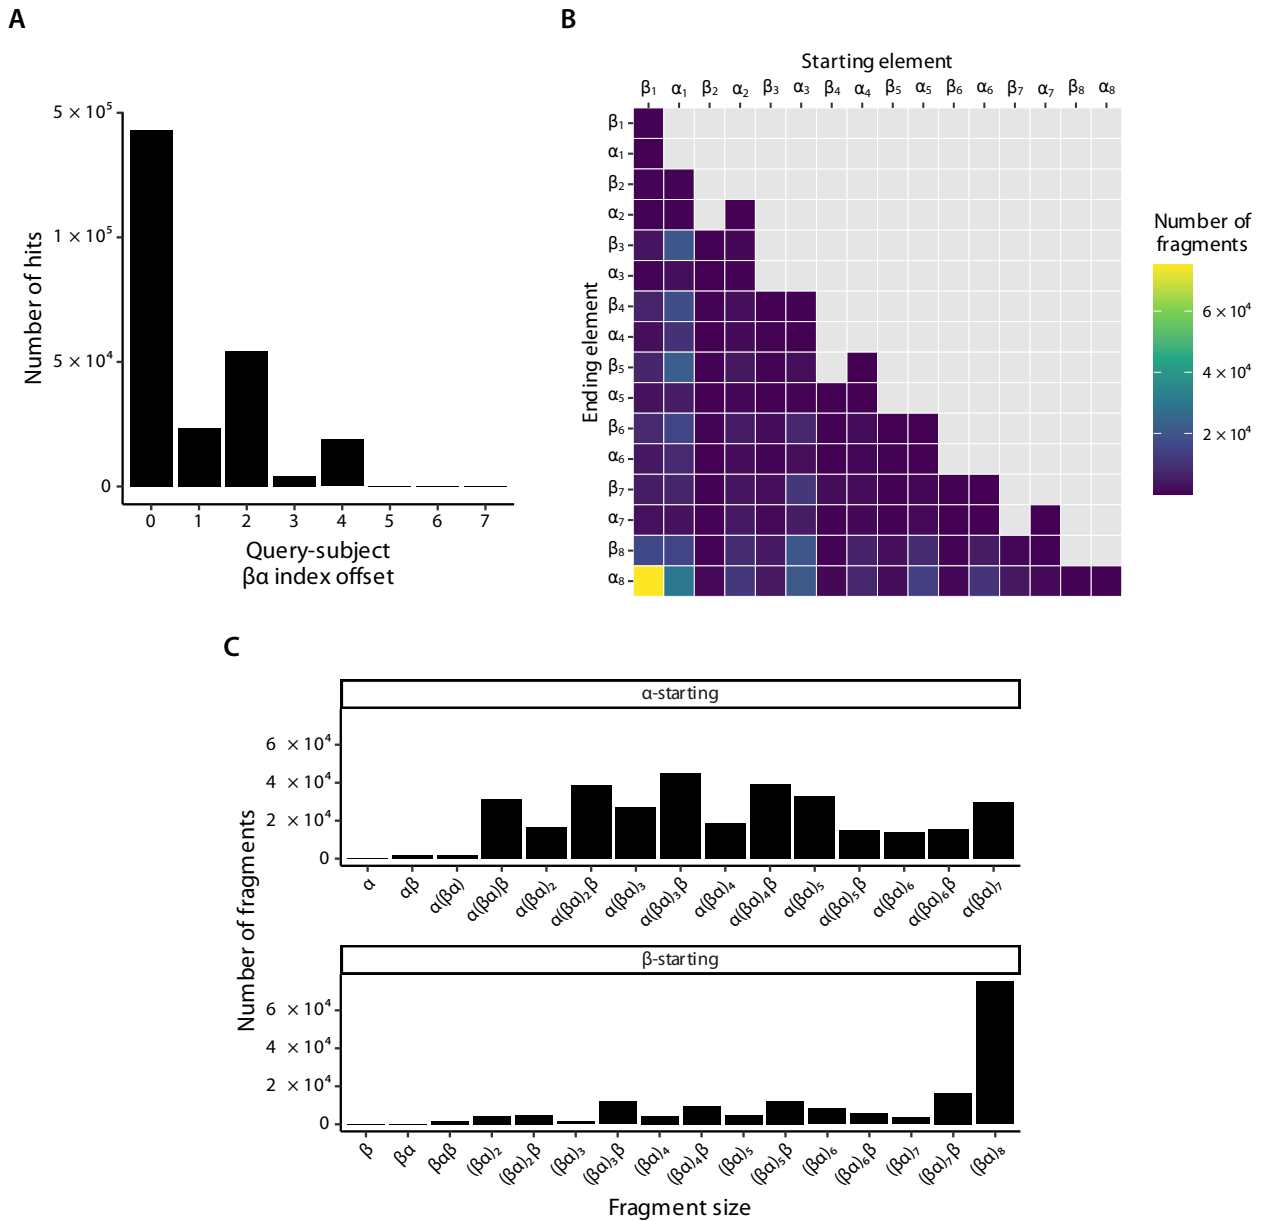 A
5 × 10⁵
1 × 10⁵
5 × 10⁴
0
Number of hits
0 1 2 3 4 5 6 7
Query-subject
βα index offset
B
Starting element
β₁ α₁ β₂ α₂ β₃ α₃ β₄ α₄ β₅ α₅ β₆ α₆ β₇ α₇ β₈ α₈
Ending element
β₁
α₁
β₂
α₂
β₃
α₃
β₄
α₄
β₅
α₅
β₆
α₆
β₇
α₇
β₈
α₈
Number of
fragments
6 × 10⁴
4 × 10⁴
2 × 10⁴
C
Number of fragments
α-starting
6 × 10⁴
4 × 10⁴
2 × 10⁴
0
α αβ α(βα) α(βα)β α(βα)₂ α(βα)₂β α(βα)₃ α(βα)₃β α(βα)₄ α(βα)₄β α(βα)₅ α(βα)₅β α(βα)₆ α(βα)₆β α(βα)₇
β-starting
6 × 10⁴
4 × 10⁴
2 × 10⁴
0
β βα βαβ (βα)₂ (βα)₂β (βα)₃ (βα)₃β (βα)₄ (βα)₄β (βα)₅ (βα)₅β (βα)₆ (βα)₆β (βα)₇ (βα)₇β (βα)₈
Fragment size